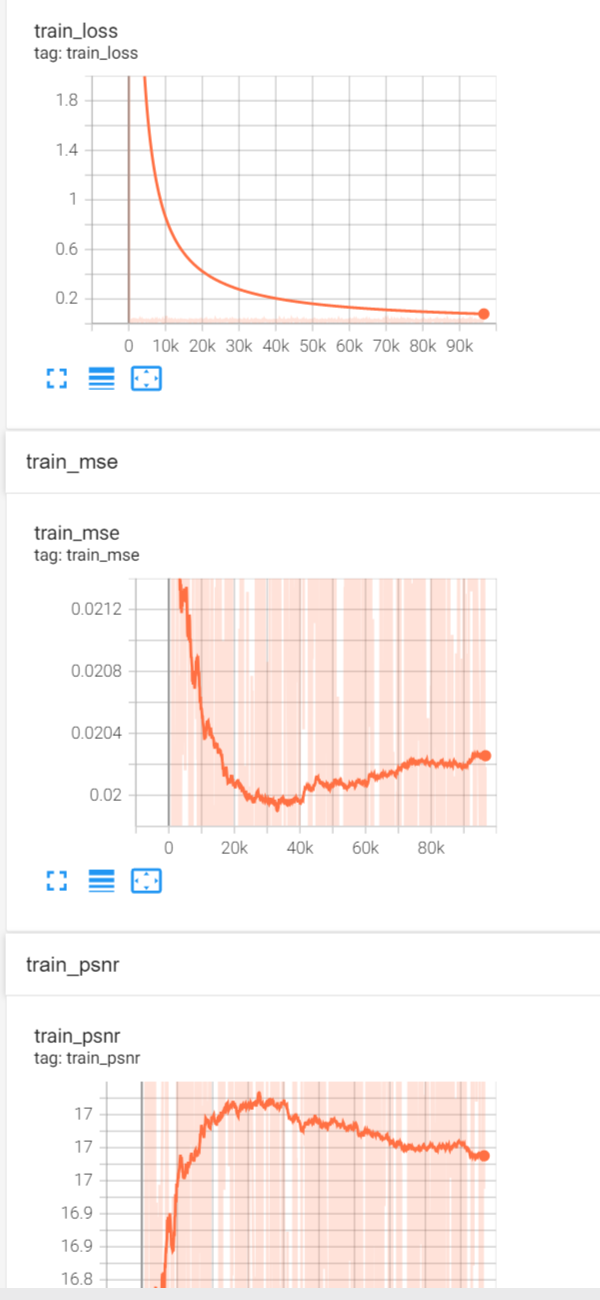 train_loss
tag: train_loss
1.8
1.4
1
0.6
0.2
0 10k 20k 30k 40k 50k 60k 70k 80k 90k
train_mse
train_mse
tag: train_mse
0.0212
0.0208
0.0204
0.02
0 20k 40k 60k 80k
train_psnr
train_psnr
tag: train_psnr
17
17
17
16.9
16.9
16.8